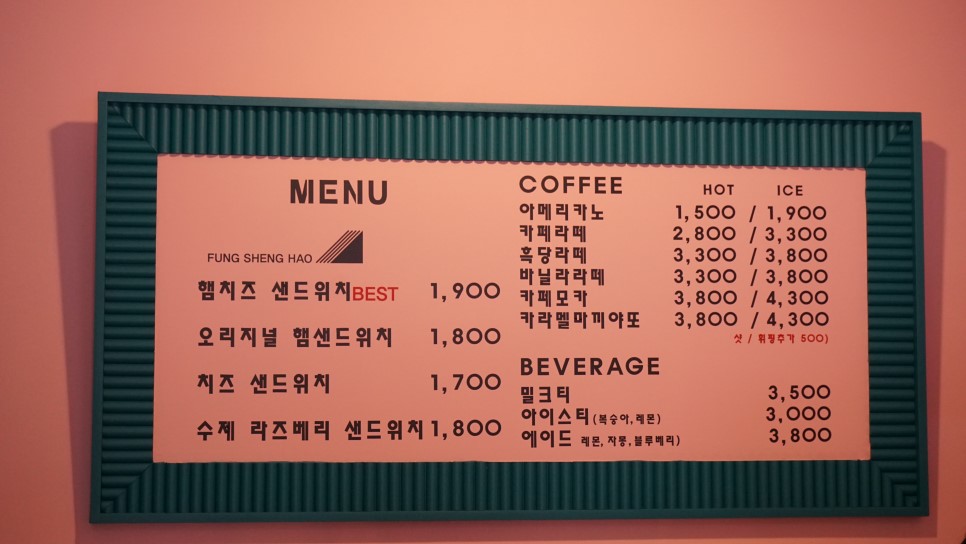 MENU
FUNG SHENG HAO
햄치즈 샌드위치BEST 1,900
오리지널 햄샌드위치 1,800
치즈 샌드위치 1,700
수제 라즈베리 샌드위치 1,800
COFFEE HOT ICE
아메리카노 1,500 / 1,900
카페라떼 2,800 / 3,300
흑당라떼 3,300 / 3,800
바닐라라떼 3,300 / 3,800
카페모카 3,800 / 4,300
카라멜마끼야또 3,800 / 4,300
샷 / 휘핑추가 500)
BEVERAGE
밀크티 3,500
아이스티 (복숭아,레몬) 3,000
에이드 레몬,자몽,블루베리) 3,800